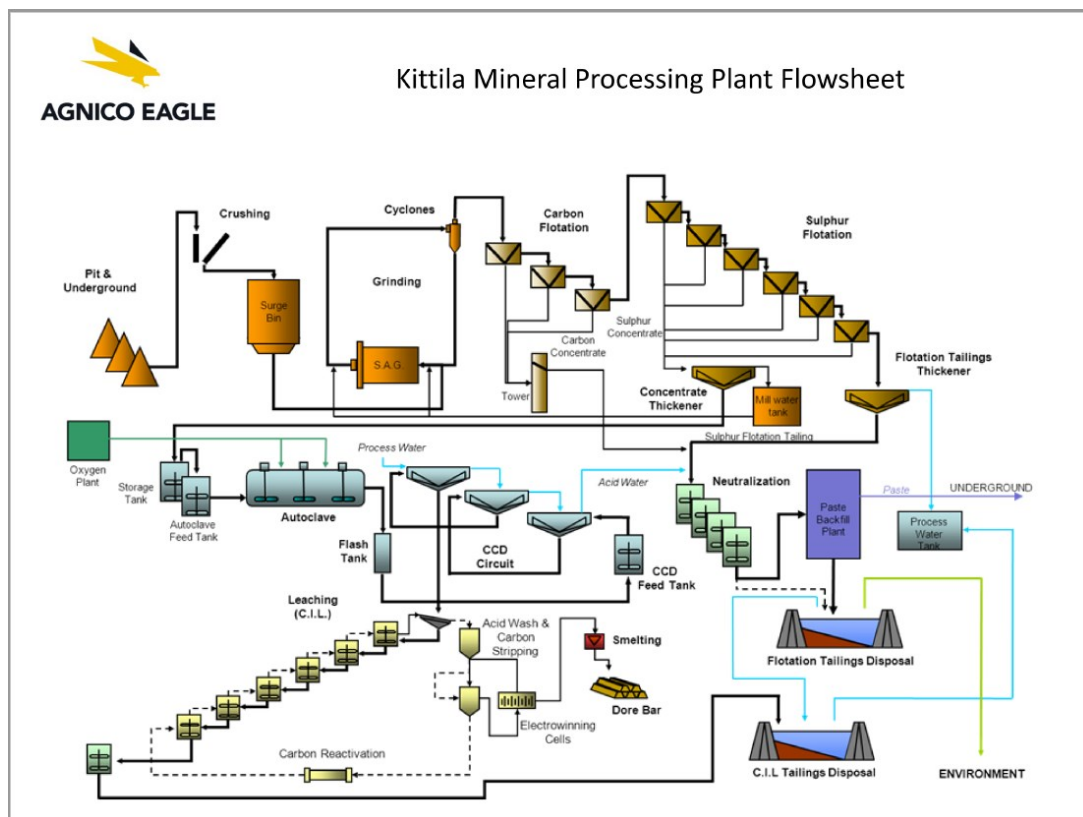 AGNICO EAGLE
Kittila Mineral Processing Plant Flowsheet
Crushing
Cyclones
Carbon
Flotation
Sulphur
Flotation
Pit &
Underground
Grinding
Surge
Bin
S.A.G.
Carbon
Concentrate
Sulphur
Concentrate
Tower
Concentrate
Thickener
Mill water
tank
Flotation Tailings
Thickener
Sulphur Flotation Tailing
Oxygen
Plant
Storage
Tank
Autoclave
Feed Tank
Autoclave
Process Water
Acid Water
Neutralization
Flash
Tank
CCD
Circuit
CCD
Feed Tank
Paste
Backfill
Plant
Paste
UNDERGROUND
Process
Water
Tank
Leaching
(C.I.L.)
Acid Wash &
Carbon
Stripping
Smelting
Dore Bar
Electrowinning
Cells
Carbon Reactivation
Flotation Tailings Disposal
C.I.L Tailings Disposal
ENVIRONMENT